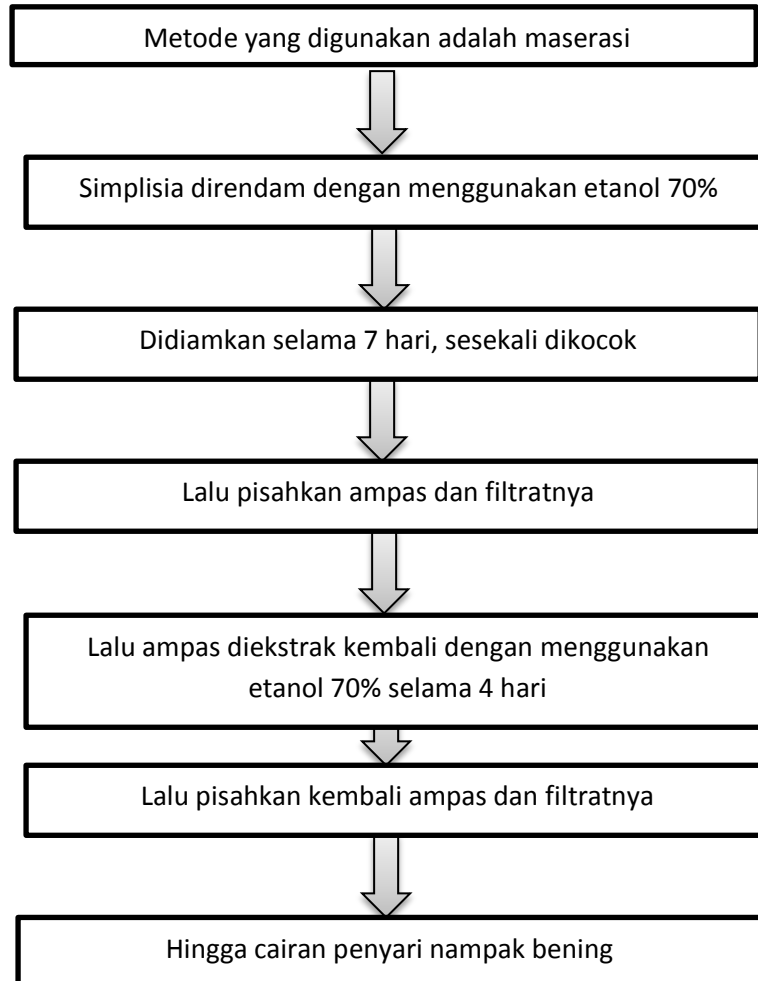 Metode yang digunakan adalah maserasi
Simplisia direndam dengan menggunakan etanol 70%
Didiamkan selama 7 hari, sesekali dikocok
Lalu pisahkan ampas dan filtratnya
Lalu ampas diekstrak kembali dengan menggunakan
etanol 70% selama 4 hari
Lalu pisahkan kembali ampas dan filtratnya
Hingga cairan penyari nampak bening